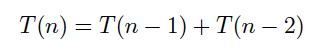 T(n) = T(n − 1) + T(n − 2)